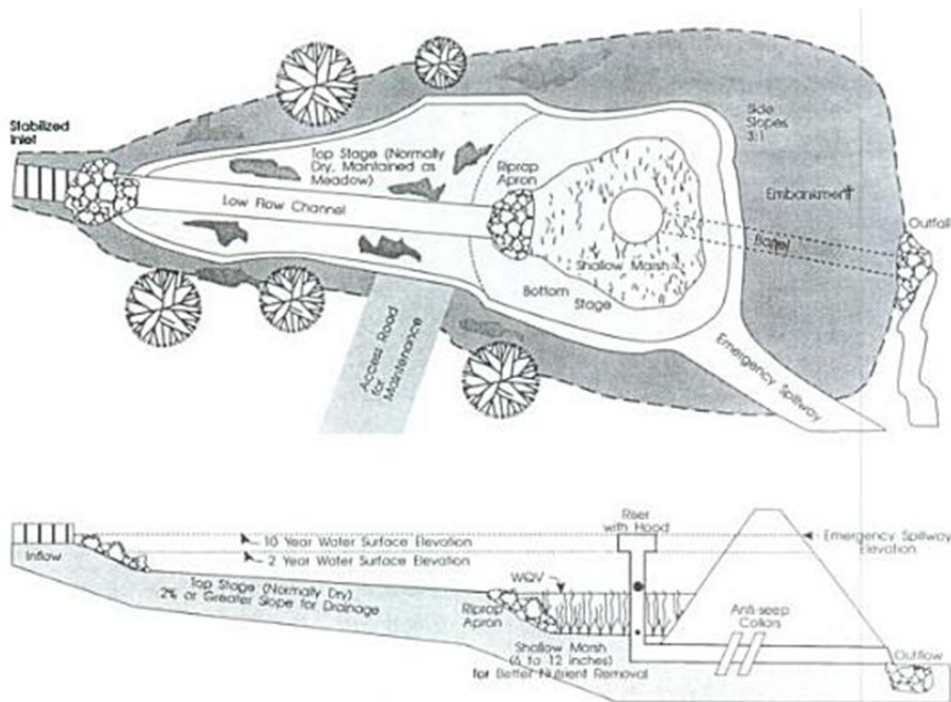 Stabilized
Inlet
Top Stage (Normally
Dry, Maintained as
Meadow)
Low Flow Channel
Riprap
Apron
Side
Slopes
3:1
Embankment
Outfall
Barrel
Shallow Marsh
Bottom
Stage
Access Road
for
Maintenance
Emergency Spillway
Riser
with Hood
10 Year Water Surface Elevation
2 Year Water Surface Elevation
Emergency Spillway
Elevation
Inflow
Top Stage (Normally Dry)
2% or Greater Slope for Drainage
WQV
Riprap
Apron
Anti-seep
Collars
Shallow Marsh
(6 to 12 inches)
for Better Nutrient Removal
Outflow